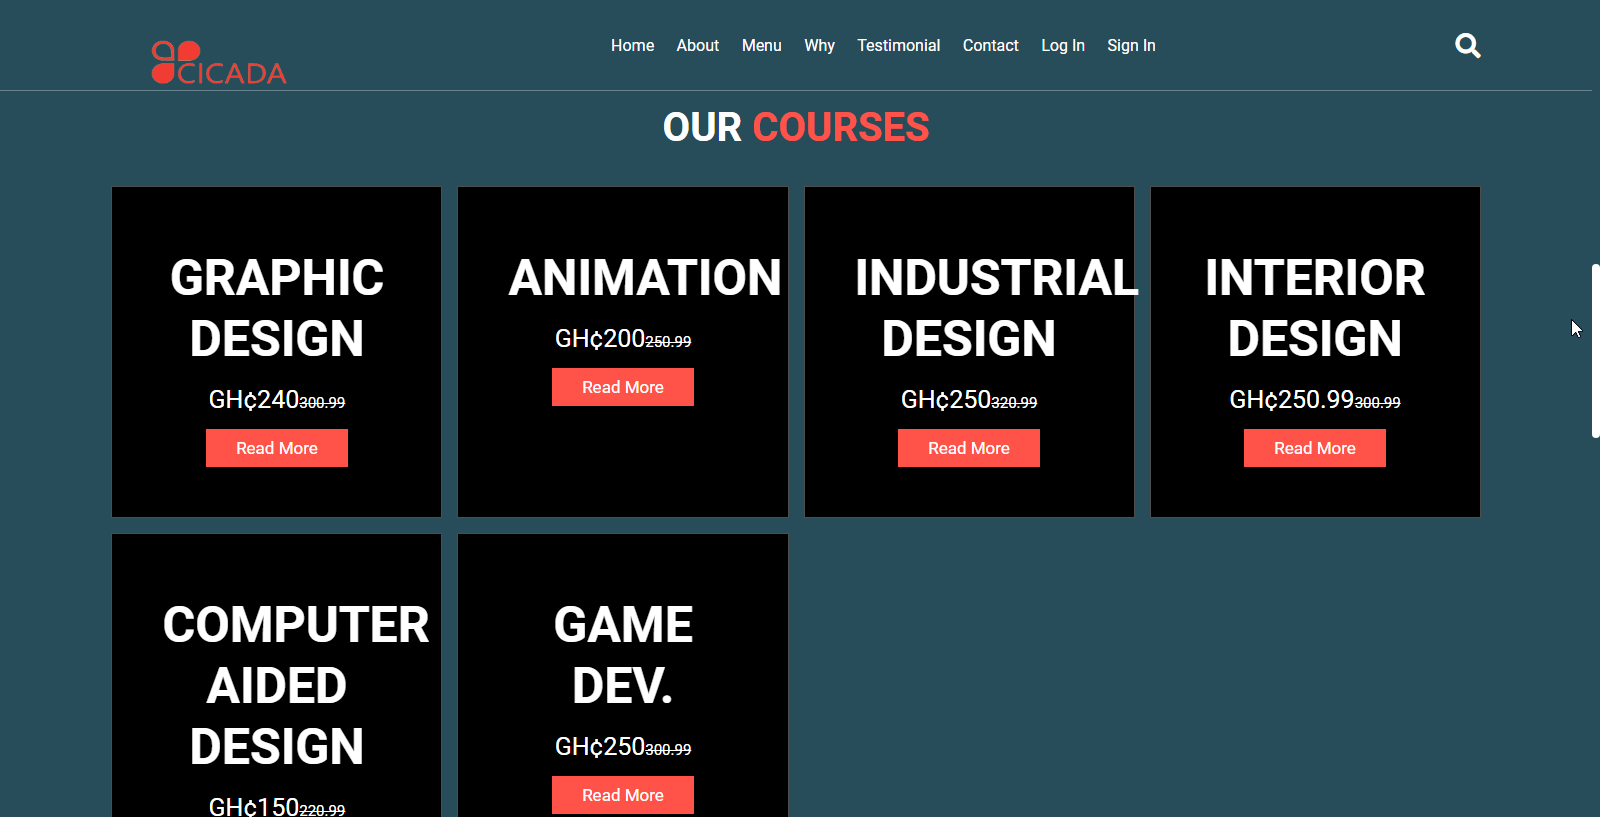 CICADA
Home About Menu Why Testimonial Contact Log In Sign In
OUR COURSES
GRAPHIC
DESIGN
GH¢240300.99
Read More
ANIMATION
GH¢200250.99
Read More
INDUSTRIAL
DESIGN
GH¢250320.99
Read More
INTERIOR
DESIGN
GH¢250.99300.99
Read More
COMPUTER
AIDED
DESIGN
GH¢150220.99
GAME
DEV.
GH¢250300.99
Read More